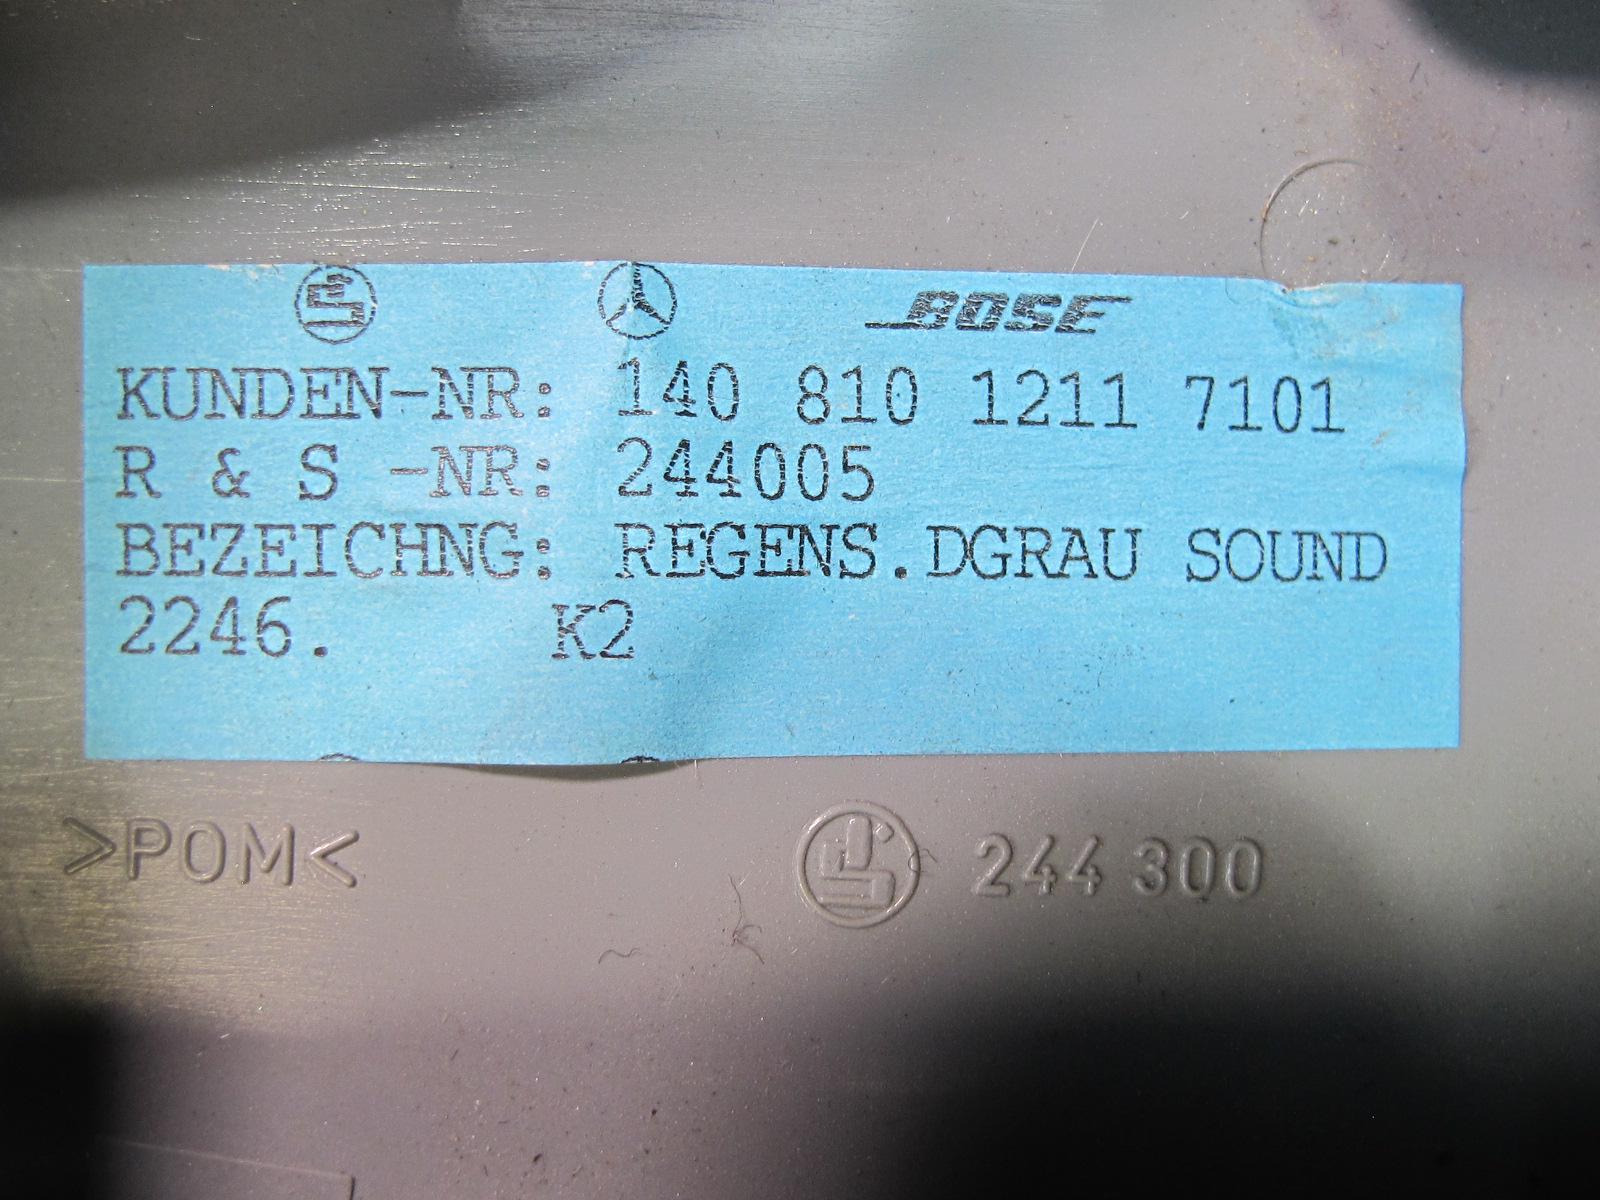 BOSE
KUNDEN-NR: 140 810 1211 7101
R & S -NR: 244005
BEZEICHNG: REGENS.DGRAU SOUND
2246. K2
>POM<
244 300